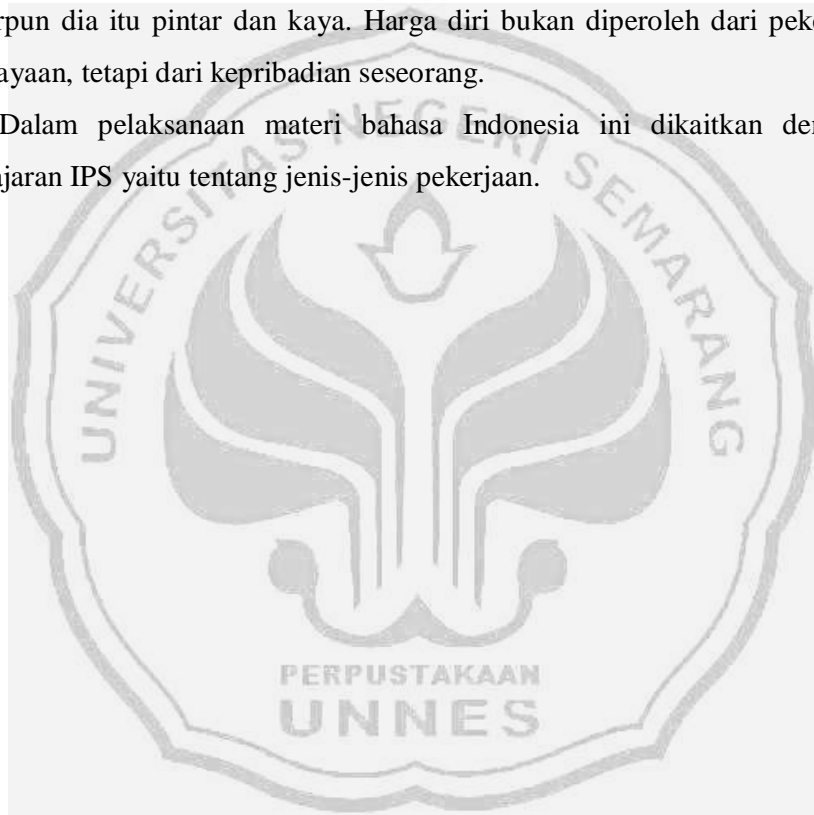 rpun dia itu pintar dan kaya. Harga diri bukan diperoleh dari peke
ayaan, tetapi dari kepribadian seseorang.
Dalam pelaksanaan materi bahasa Indonesia ini dikaitkan den
ajaran IPS yaitu tentang jenis-jenis pekerjaan.
UNIVERSITAS NEGERI SEMARANG
PERPUSTAKAAN
UNNES